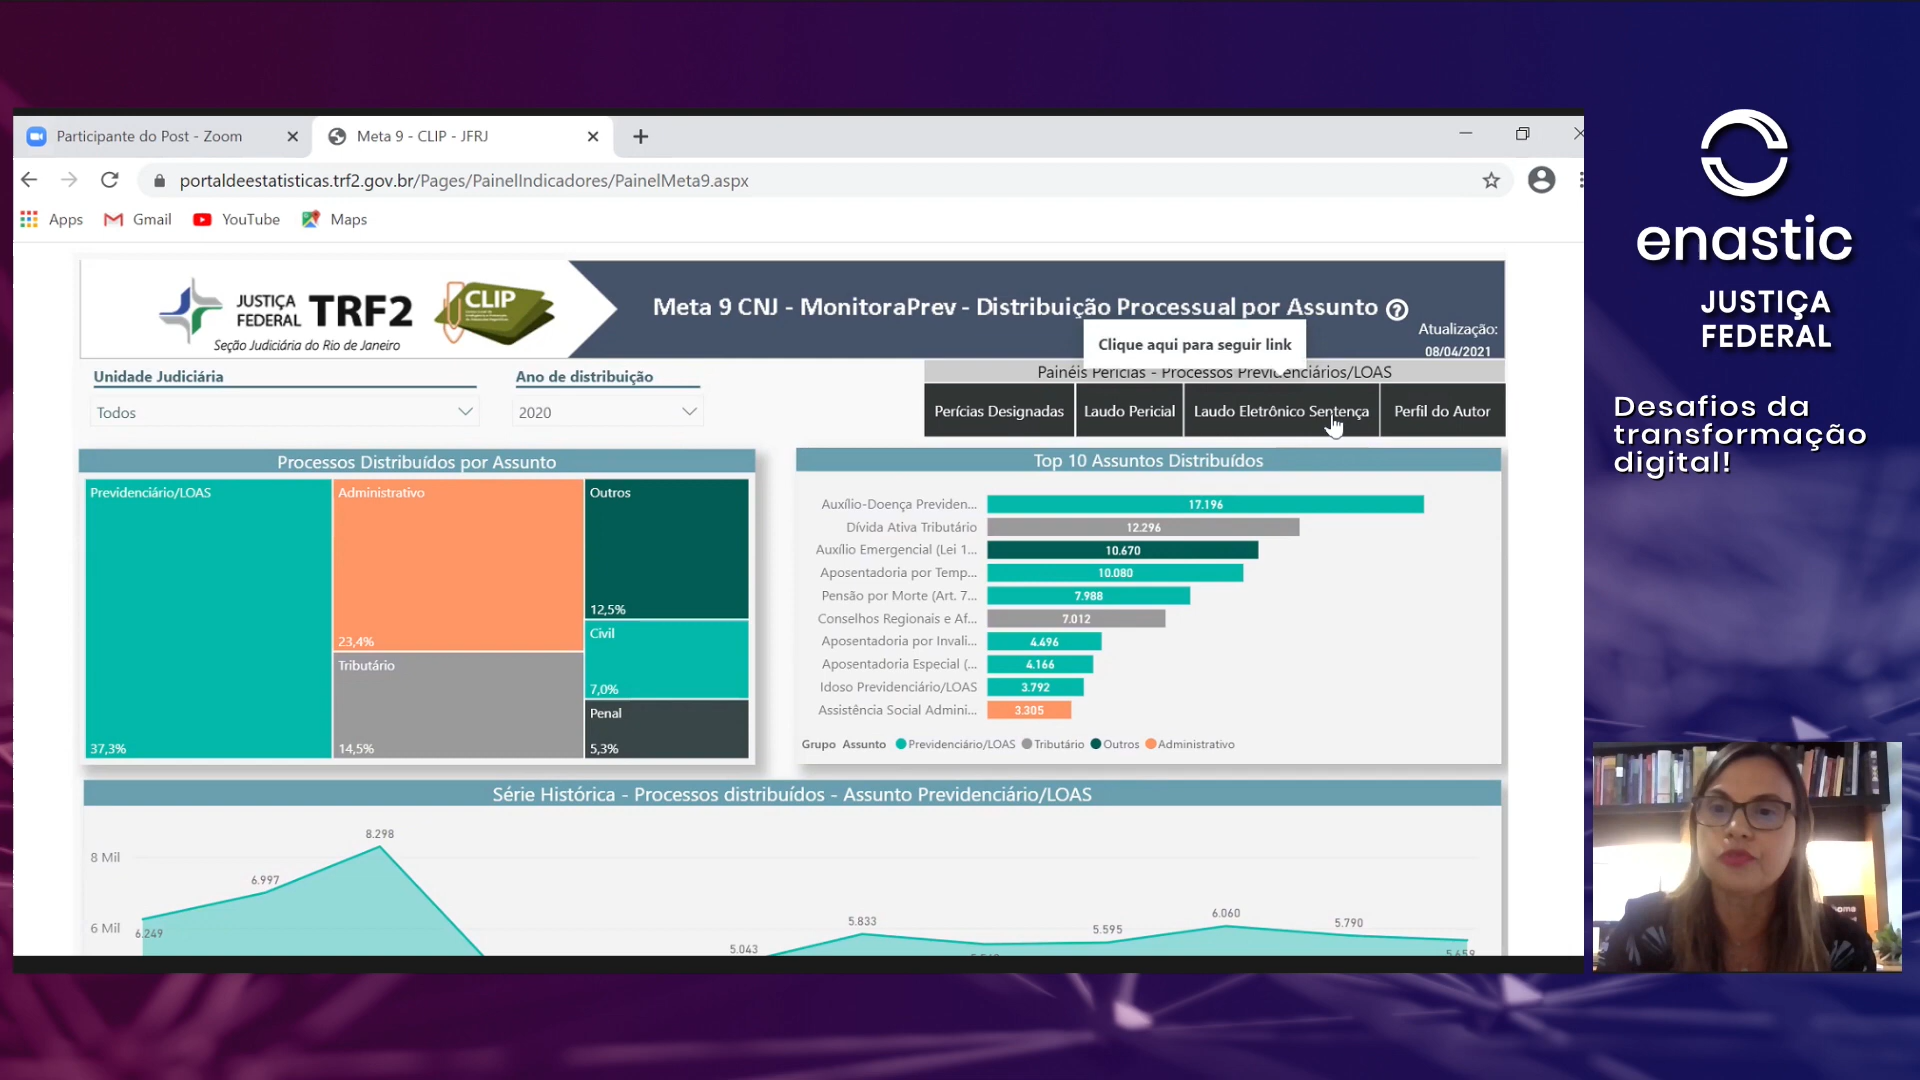 Participante do Post - Zoom
Meta 9 - CLIP - JFRJ
portaldeestatisticas.trf2.gov.br/Pages/PainelIndicadores/PainelMeta9.aspx
Apps
Gmail
YouTube
Maps
JUSTIÇA
FEDERAL TRF2
Seção Judiciária do Rio de Janeiro
CLIP
Meta 9 CNJ - MonitoraPrev - Distribuição Processual por Assunto
Atualização:
08/04/2021
Clique aqui para seguir link
Unidade Judiciária
Todos
Ano de distribuição
2020
Painéis Perícias - Processos Previdenciários/LOAS
Perícias Designadas
Laudo Pericial
Laudo Eletrônico Sentença
Perfil do Autor
Processos Distribuídos por Assunto
Previdenciário/LOAS
37,3%
Administrativo
23,4%
Tributário
14,5%
Outros
12,5%
Civil
7,0%
Penal
5,3%
Top 10 Assuntos Distribuídos
Auxílio-Doença Previden... 17.196
Dívida Ativa Tributário 12.296
Auxílio Emergencial (Lei 1... 10.670
Aposentadoria por Temp... 10.080
Pensão por Morte (Art. 7... 7.988
Conselhos Regionais e Af... 7.012
Aposentadoria por Invali... 4.496
Aposentadoria Especial (... 4.166
Idoso Previdenciário/LOAS 3.792
Assistência Social Admini... 3.305
Grupo Assunto Previdenciário/LOAS Tributário Outros Administrativo
Série Histórica - Processos distribuídos - Assunto Previdenciário/LOAS
8 Mil
6 Mil
6.249
6.997
8.298
5.043
5.833
5.595
6.060
5.790
enastic
JUSTIÇA
FEDERAL
Desafios da
transformação
digital!